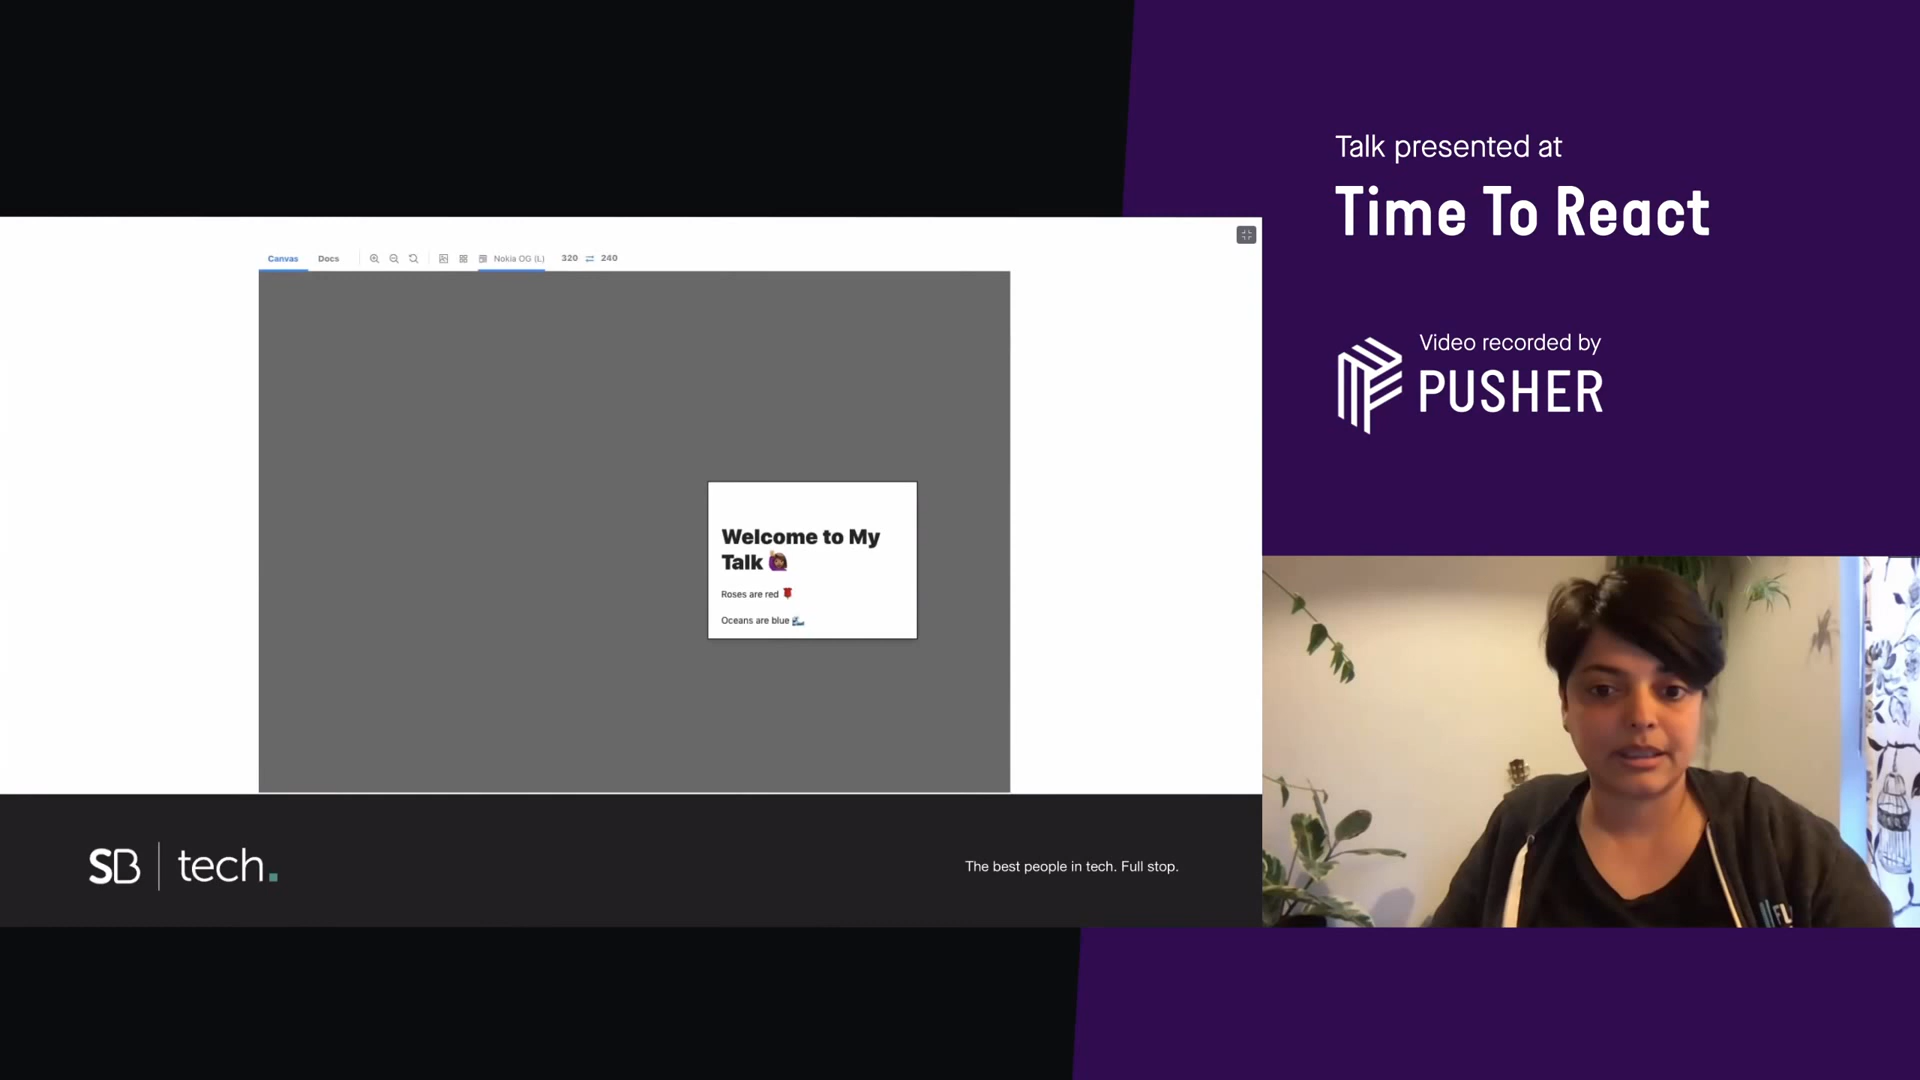 Talk presented at
Time To React
Video recorded by
PUSHER
Canvas Docs Nokia OG (L) 320 240
Welcome to My
Talk 🙋🏽‍♀️
Roses are red 🌹
Oceans are blue 🌊
SB tech.
The best people in tech. Full stop.